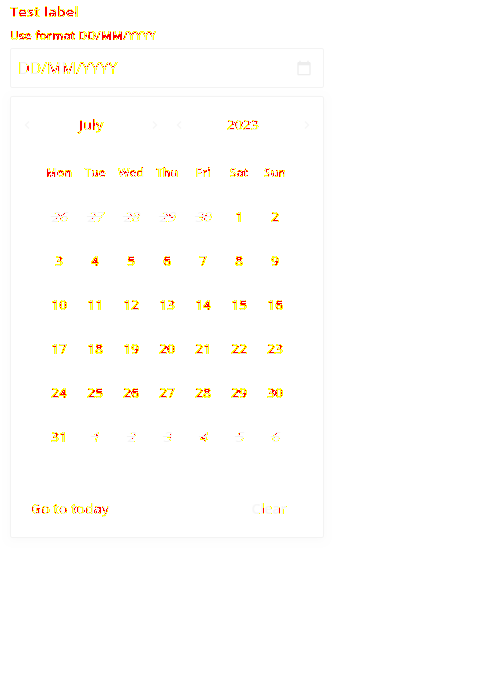 Test label
Use format DD/MM/YYYY
DD/MM/YYYY
July 2023
Mon Tue Wed Thu Fri Sat Sun
26 27 28 29 30 1 2
3 4 5 6 7 8 9
10 11 12 13 14 15 16
17 18 19 20 21 22 23
24 25 26 27 28 29 30
31 1 2 3 4 5 6
Go to today Clear